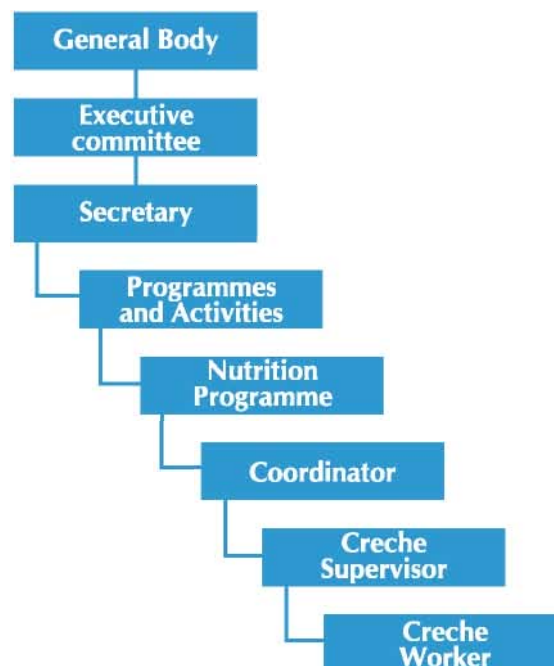 General Body
Executive
committee
Secretary
Programmes
and Activities
Nutrition
Programme
Coordinator
Creche
Supervisor
Creche
Worker